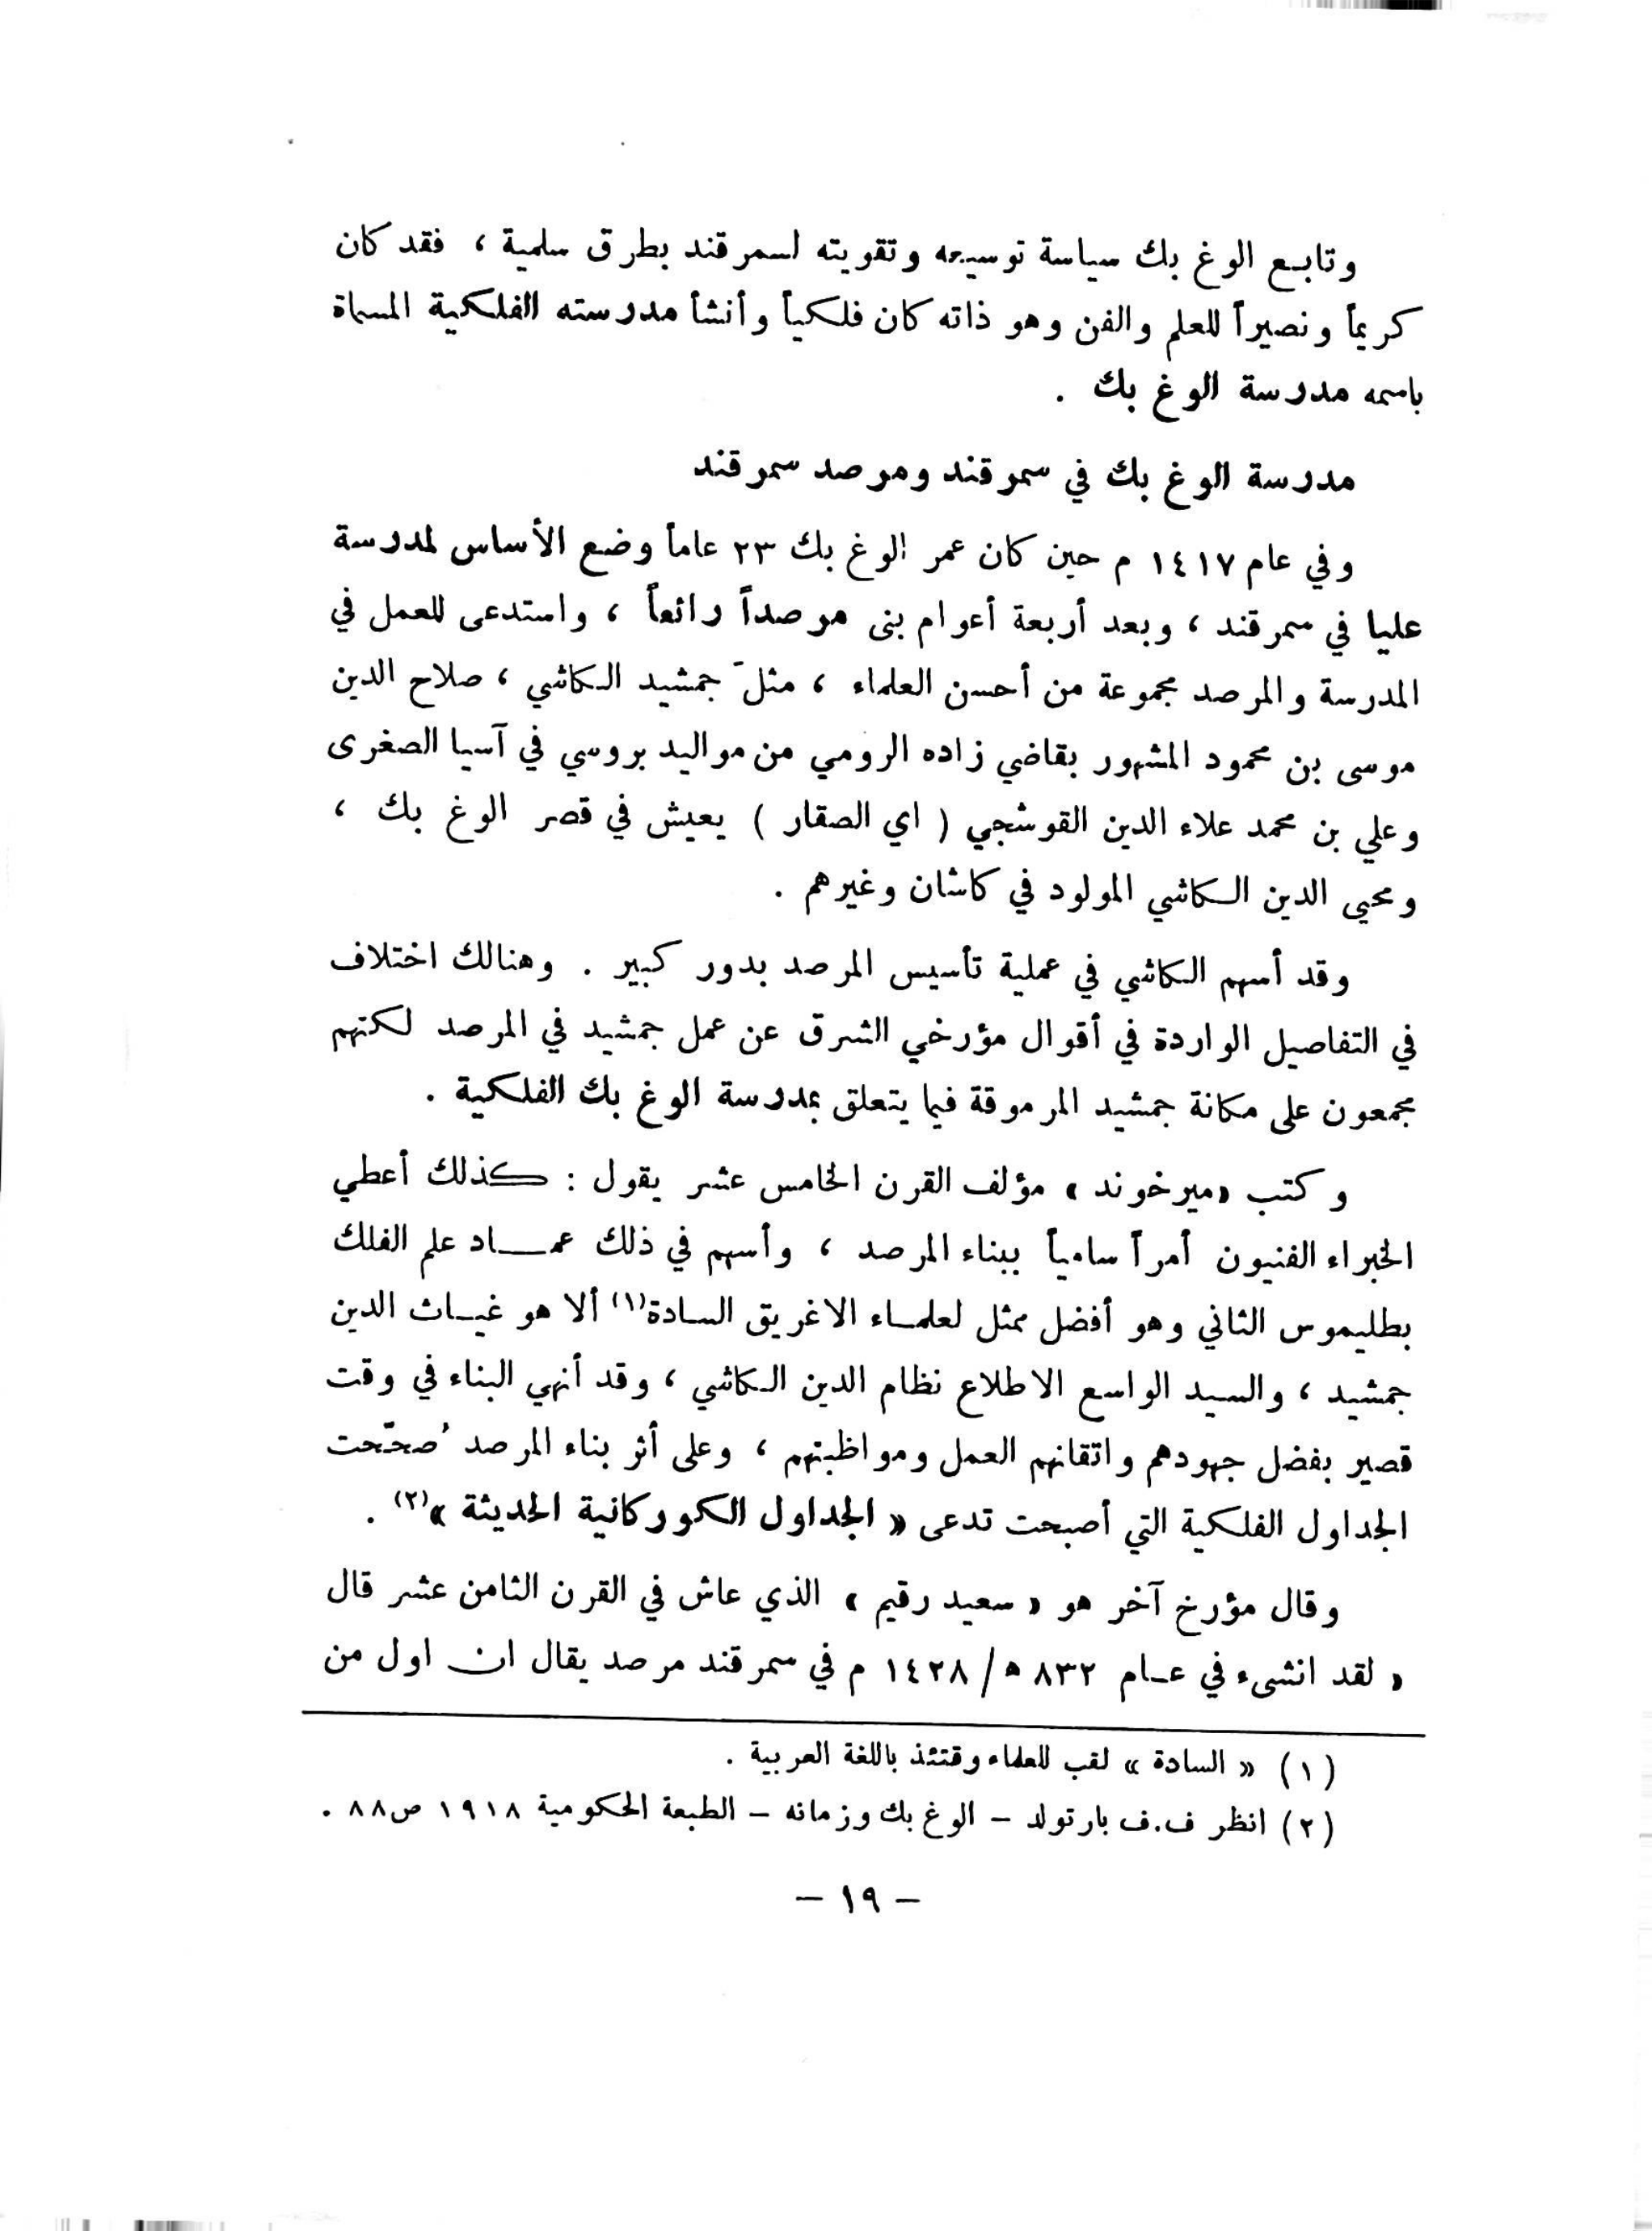 وتابع الوغ بك سياسة توسيعه وتقويته لسمرقند بطرق سلمية ، فقد كان
كريماً ونصيراً للعلم والفن وهو ذاته كان فلكياً وأنشأ مدرسته الفلكية المسماة
باسمه مدرسة الوغ بك .
مدرسة الوغ بك في سمرقند ومرصد سمرقند
وفي عام ١٤١٧ م حين كان عمر الوغ بك ٢٣ عاماً وضع الأساس لمدرسة
عليا في سمرقند ، وبعد أربعة أعوام بنى مرصداً رائعاً ، واستدعى للعمل في
المدرسة والمرصد مجموعة من أحسن العلماء ، مثلَ جمشيد الكاشي ، صلاح الدين
موسى بن محمود المشهور بقاضي زاده الرومي من مواليد بروسي في آسيا الصغرى
وعلي بن محمد علاء الدين القوشجي ( اي الصقار ) يعيش في قصر الوغ بك ،
ومحيي الدين الكاشي المولود في كاشان وغيرهم .
وقد أسهم الكاشي في عملية تأسيس المرصد بدور كبير . وهنالك اختلاف
في التفاصيل الواردة في أقوال مؤرخي الشرق عن عمل جمشيد في المرصد لكنهم
مجمعون على مكانة جمشيد المرموقة فيما يتعلق بمدرسة الوغ بك الفلكية .
وكتب «ميرخوند» مؤلف القرن الخامس عشر يقول : كذلك أعطي
الخبراء الفنيون أمراً سامياً ببناء المرصد ، وأسهم في ذلك عمـــاد علم الفلك
بطليموس الثاني وهو أفضل ممثل لعلمـاء الاغريق السادة(١) ألا هو غيـاث الدين
جمشيد ، والسيد الواسع الاطلاع نظام الدين الكاشي ، وقد أنهي البناء في وقت
قصير بفضل جهودهم واتقانهم العمل ومواظبتهم ، وعلى أثر بناء المرصد صُحّحت
الجداول الفلكية التي أصبحت تدعى « الجداول الكوركانية الحديثة »(٢) .
وقال مؤرخ آخر هو « سعيد رقيم » الذي عاش في القرن الثامن عشر قال
« لقد انشىء في عـام ٨٣٢ ه/ ١٤٢٨ م في سمرقند مرصد يقال ان اول من
(١) « السادة » لقب للعلماء وقتئذ باللغة العربية .
(٢) انظر ف.ف بارتولد – الوغ بك وزمانه – الطبعة الحكومية ١٩١٨ ص٨٨ .
– ١٩ –